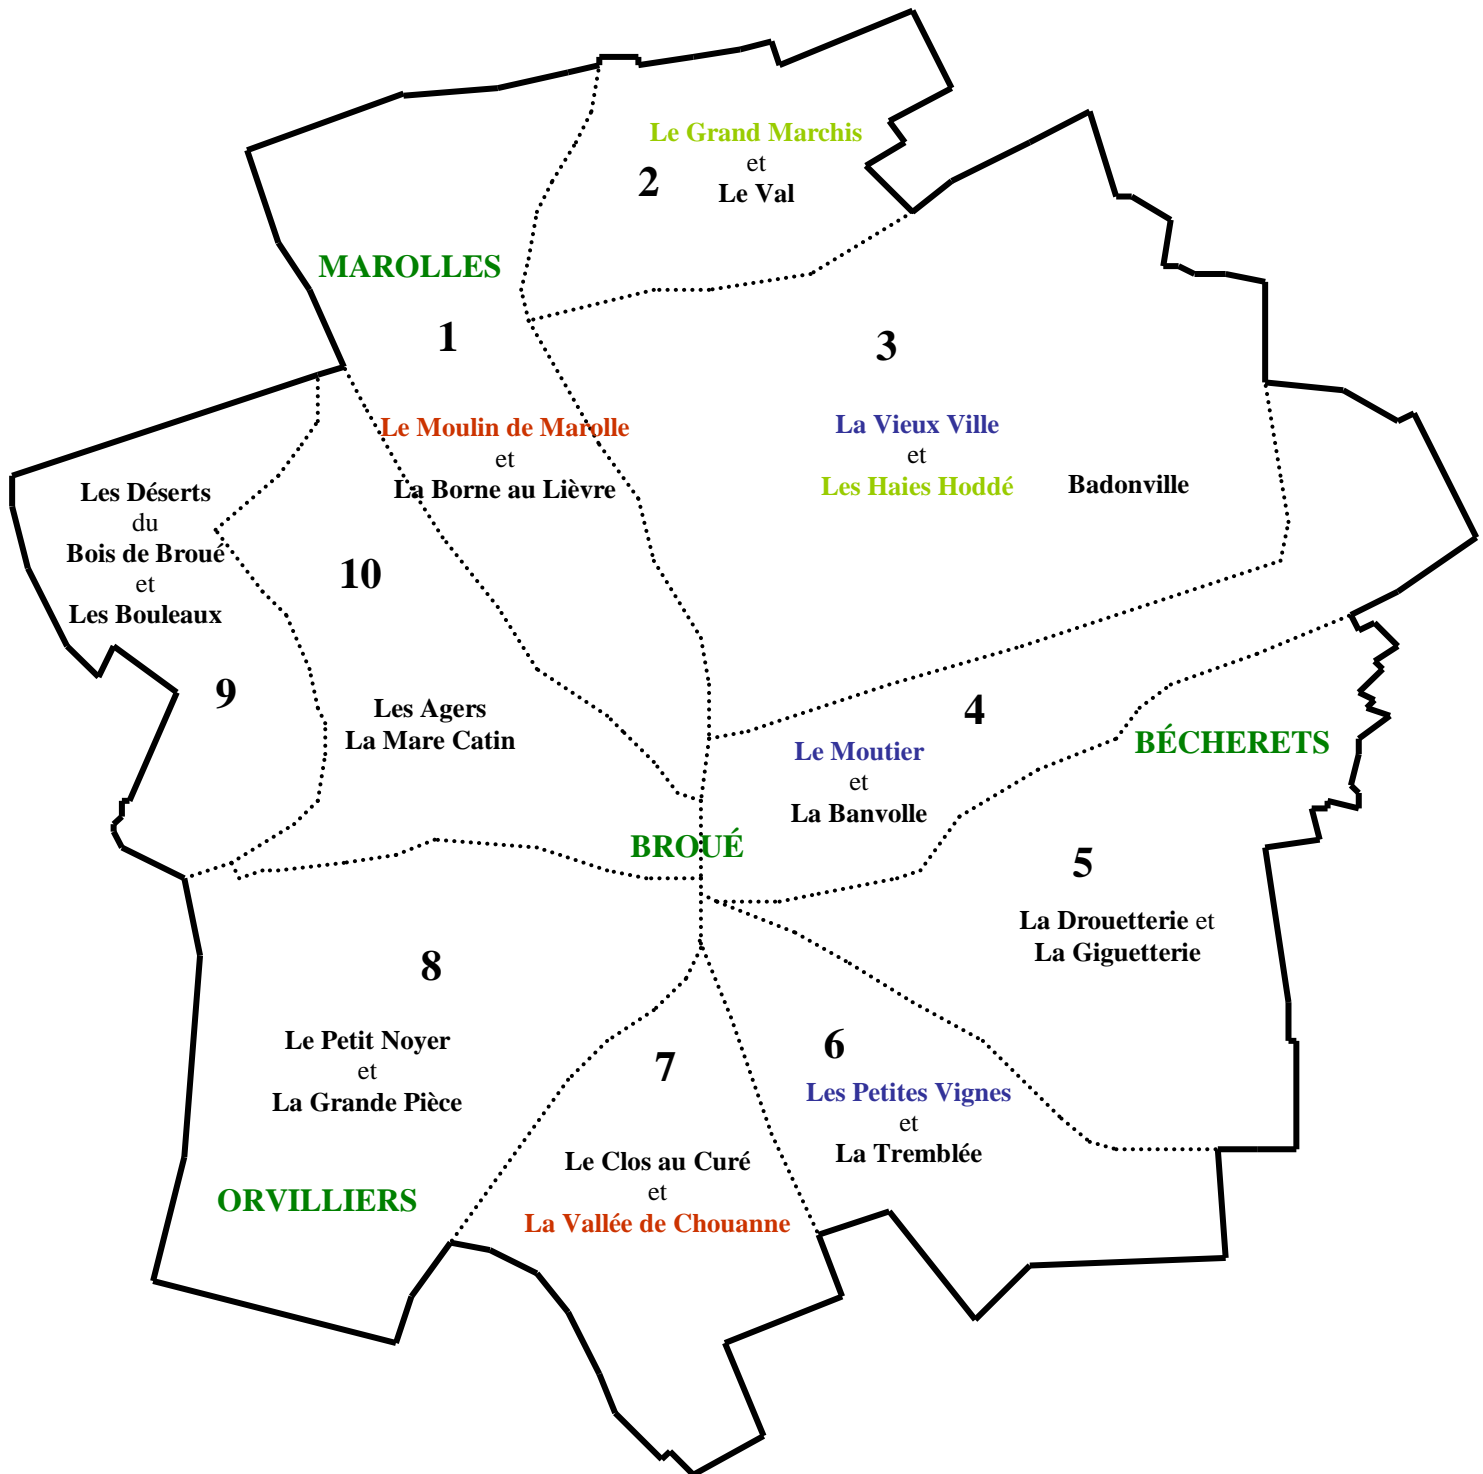 Le Grand Marchis
et
Le Val
2
MAROLLES
1
3
Le Moulin de Marolle
et
La Borne au Lièvre
La Vieux Ville
et
Les Haies Hoddé
Badonville
Les Déserts
du
Bois de Broué
et
Les Bouleaux
10
9
Les Agers
La Mare Catin
4
Le Moutier
et
La Banvolle
BÉCHERETS
BROUÉ
5
La Drouetterie et
La Giguetterie
8
Le Petit Noyer
et
La Grande Pièce
ORVILLIERS
7
Le Clos au Curé
et
La Vallée de Chouanne
6
Les Petites Vignes
et
La Tremblée